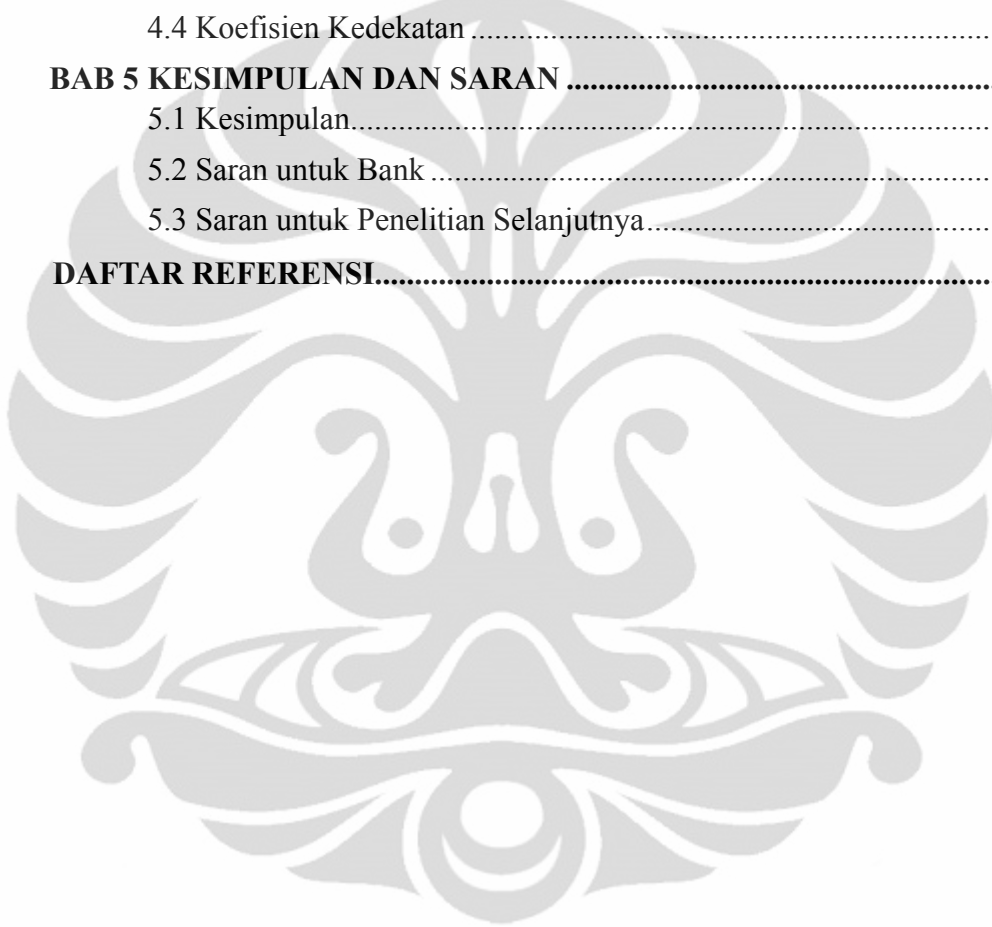 4.4 Koefisien Kedekatan ........................................................................
BAB 5 KESIMPULAN DAN SARAN ................................................................
5.1 Kesimpulan.........................................................................................
5.2 Saran untuk Bank ..............................................................................
5.3 Saran untuk Penelitian Selanjutnya...................................................
DAFTAR REFERENSI.....................................................................................